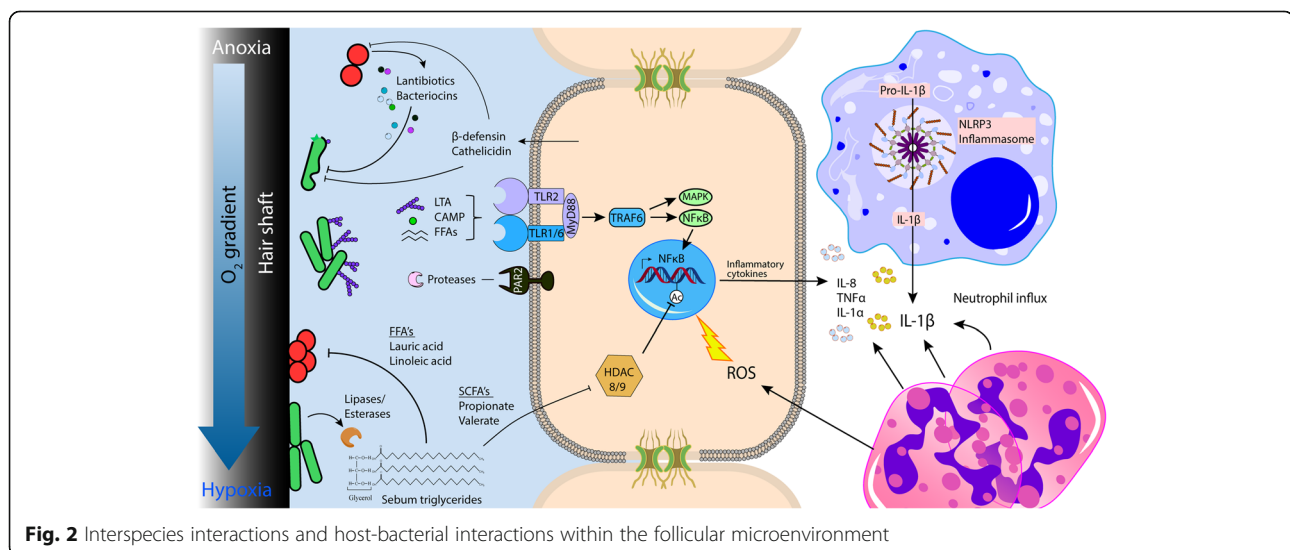 Anoxia
O₂ gradient
Hair shaft
Hypoxia
Lantibiotics
Bacteriocins
β-defensin
Cathelicidin
LTA
CAMP
FFAs
Proteases
TLR2
TLR1/6
MyD88
PAR2
TRAF6
MAPK
NFκB
NFκB
Ac
Inflammatory
cytokines
HDAC
8/9
ROS
FFA's
Lauric acid
Linoleic acid
SCFA's
Propionate
Valerate
Lipases/
Esterases
Glycerol
Sebum triglycerides
Pro-IL-1β
NLRP3
Inflammasome
IL-1β
IL-8
TNFα
IL-1α
IL-1β
Neutrophil influx
Fig. 2 Interspecies interactions and host-bacterial interactions within the follicular microenvironment